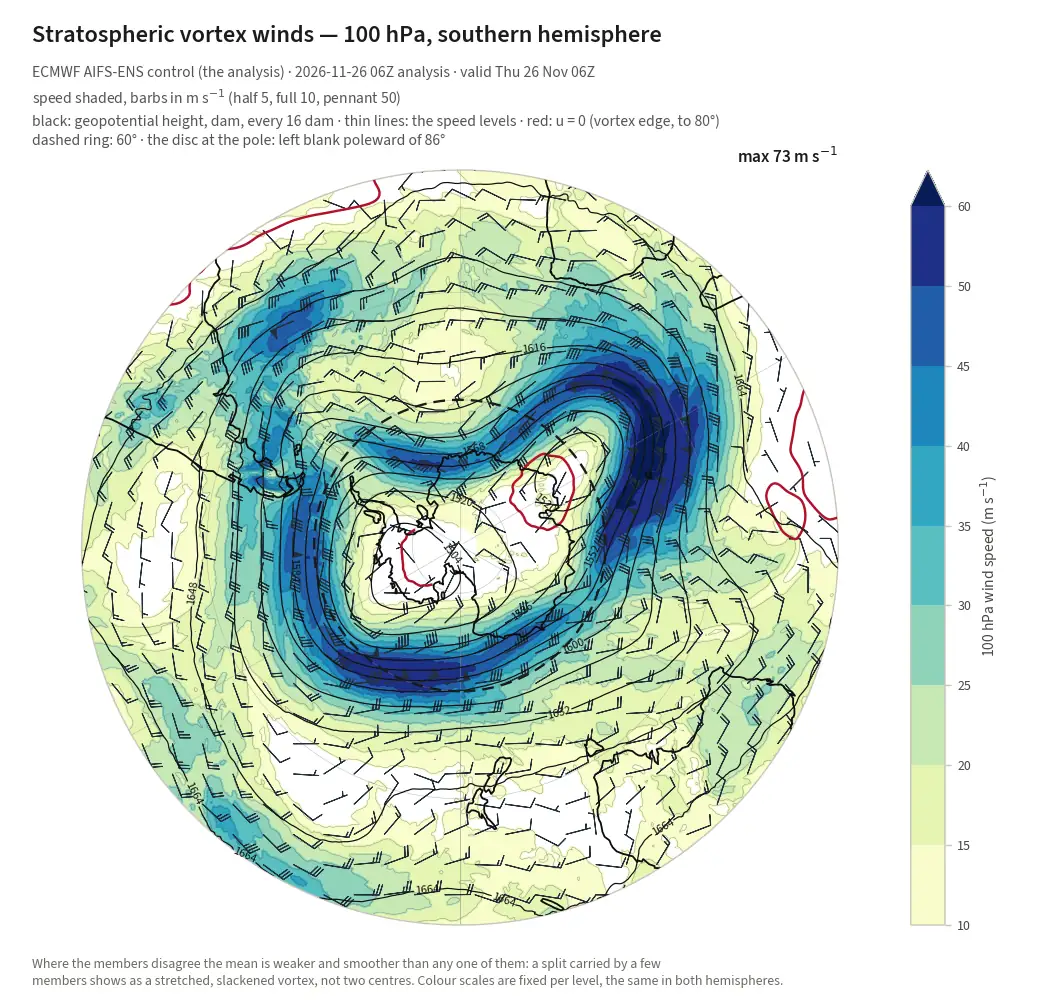 Stratospheric vortex winds — 100 hPa, southern hemisphere
ECMWF AIFS-ENS control (the analysis) · 2026-11-26 06Z analysis · valid Thu 26 Nov 06Z
speed shaded, barbs in m s⁻¹ (half 5, full 10, pennant 50)
black: geopotential height, dam, every 16 dam · thin lines: the speed levels · red: u = 0 (vortex edge, to 80°)
dashed ring: 60° · the disc at the pole: left blank poleward of 86°
max 73 m s⁻¹
60
50
45
40
35
30
25
20
15
10
100 hPa wind speed (m s⁻¹)
1616
1664
1520
1504
1648
1600
1632
1664
1664
1664
1664
1664
Where the members disagree the mean is weaker and smoother than any one of them: a split carried by a few
members shows as a stretched, slackened vortex, not two centres. Colour scales are fixed per level, the same in both hemispheres.